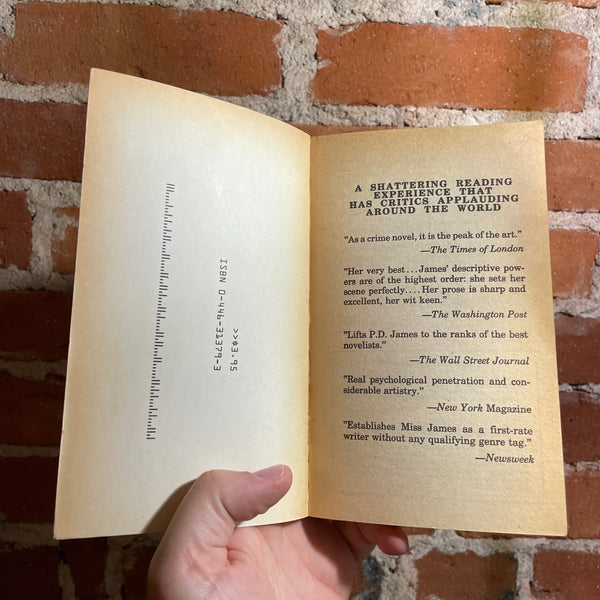 ISBN 0-446-31379-3
>>$3.95
A SHATTERING READING
EXPERIENCE THAT
HAS CRITICS APPLAUDING
AROUND THE WORLD
"As a crime novel, it is the peak of the art."
—The Times of London
"Her very best...James' descriptive pow-
ers are of the highest order: she sets her
scene perfectly....Her prose is sharp and
excellent, her wit keen."
—The Washington Post
"Lifts P.D. James to the ranks of the best
novelists."
—The Wall Street Journal
"Real psychological penetration and con-
siderable artistry."
—New York Magazine
"Establishes Miss James as a first-rate
writer without any qualifying genre tag."
—Newsweek